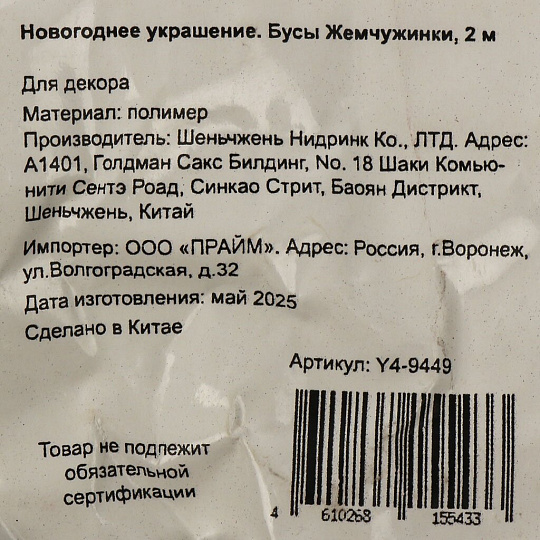 Новогоднее украшение. Бусы Жемчужинки, 2 м
Для декора
Материал: полимер
Производитель: Шеньчжень Нидринк Ко., ЛТД. Адрес:
А1401, Голдман Сакс Билдинг, No. 18 Шаки Комью-
нити Сентэ Роад, Синкао Стрит, Баоян Дистрикт,
Шеньчжень, Китай
Импортер: ООО «ПРАЙМ». Адрес: Россия, г.Воронеж,
ул.Волгоградская, д.32
Дата изготовления: май 2025
Сделано в Китае
Артикул: Y4-9449
Товар не подлежит
обязательной
сертификации
4 610268 155433